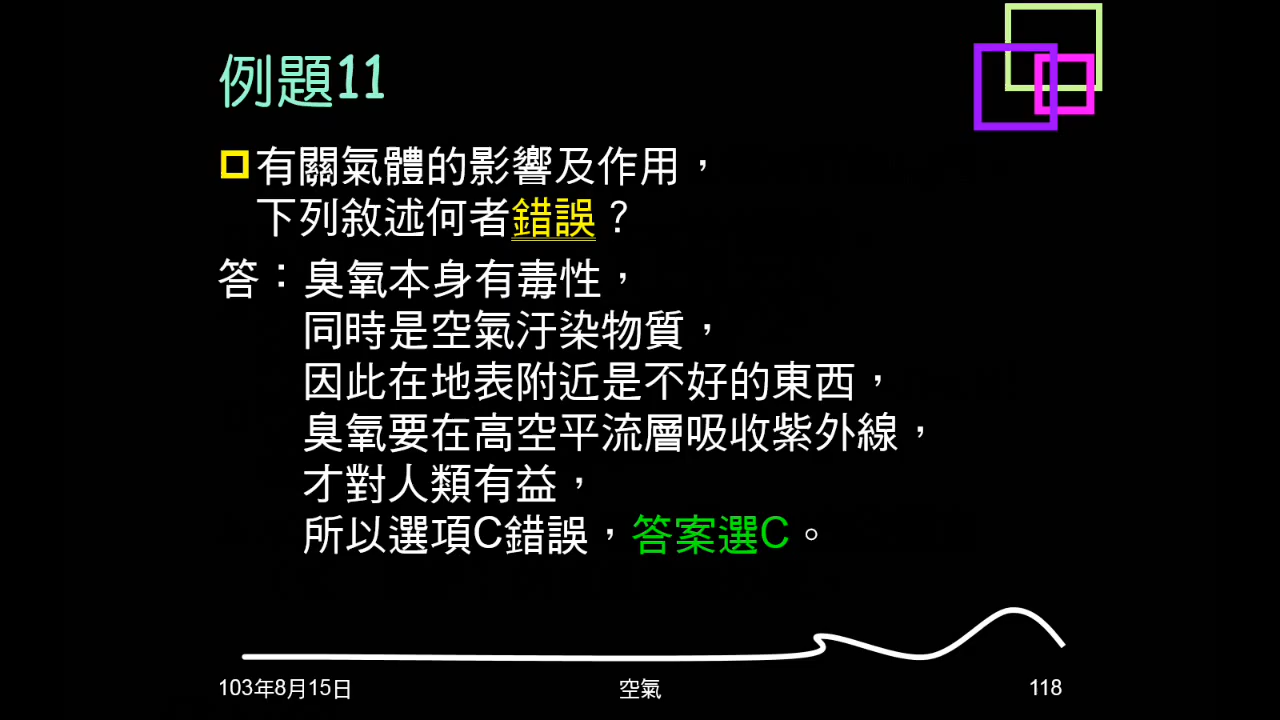 例題11
有關氣體的影響及作用，
下列敘述何者錯誤？
答：臭氧本身有毒性，
同時是空氣汙染物質，
因此在地表附近是不好的東西，
臭氧要在高空平流層吸收紫外線，
才對人類有益，
所以選項C錯誤，答案選C。
103年8月15日
空氣
118